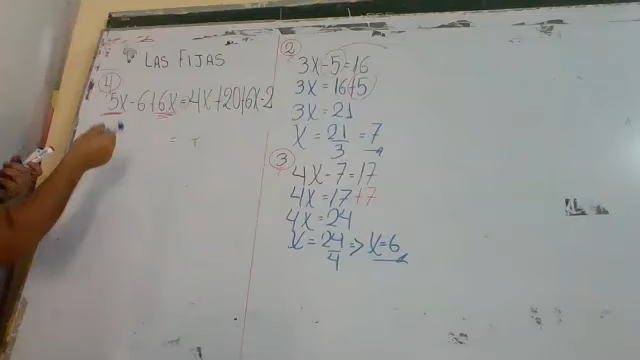 LAS FIJAS
4
5X-6+6X=4X+20+6X-2
=
2
3X-5=16
3X=16+5
3X=21
X=21/3=7
3
4X-7=17
4X=17+7
4X=24
X=24/4=>X=6